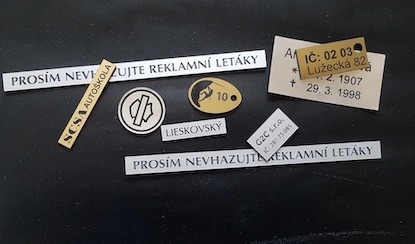 PROSÍM NEVHAZUJTE REKLAMNÍ LETÁKY
SCSA AUTOŠKOLA
10
LIESKOVSKÝ
G2C s.r.o.
PROSÍM NEVHAZUJTE REKLAMNÍ LETÁKY
IČ: 02 03
Lužecká 82
2. 1907
† 29. 3. 1998